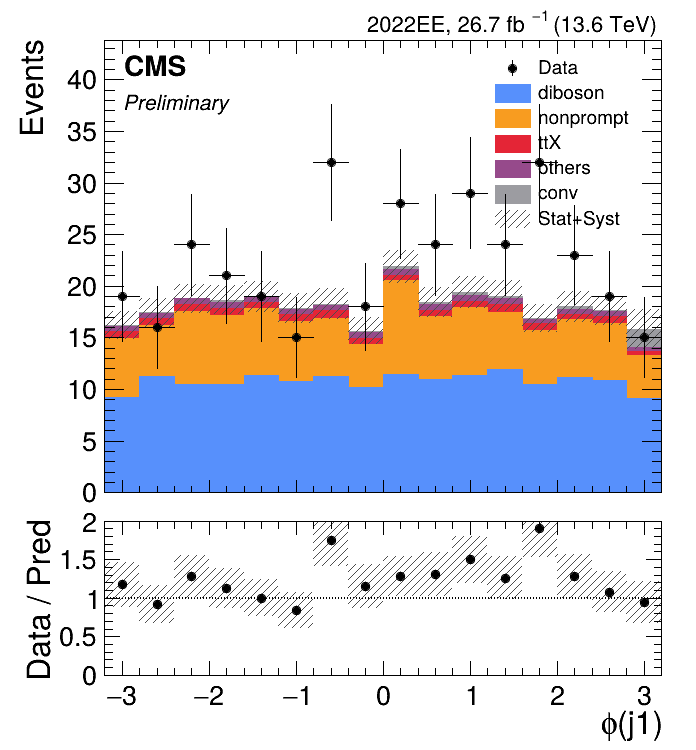 2022EE, 26.7 fb⁻¹ (13.6 TeV)
CMS
Preliminary
Events
Data
diboson
nonprompt
ttX
others
conv
Stat+Syst
40
35
30
25
20
15
10
5
0
Data / Pred
2
1.5
1
0.5
0
−3 −2 −1 0 1 2 3
ϕ(j1)